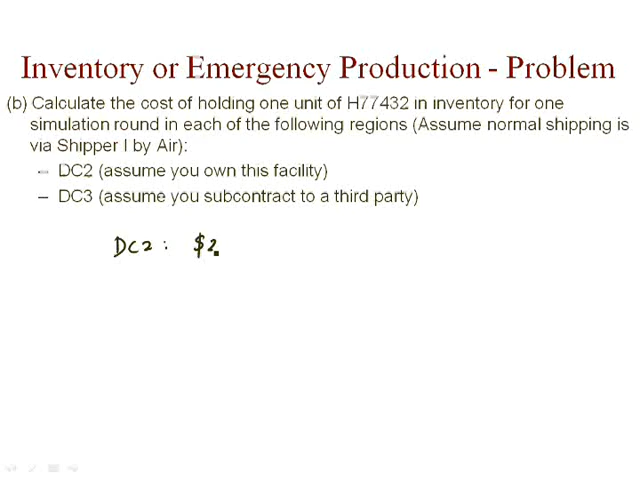 Inventory or Emergency Production - Problem
(b) Calculate the cost of holding one unit of H77432 in inventory for one
simulation round in each of the following regions (Assume normal shipping is
via Shipper I by Air):
– DC2 (assume you own this facility)
– DC3 (assume you subcontract to a third party)
DC2 : $2